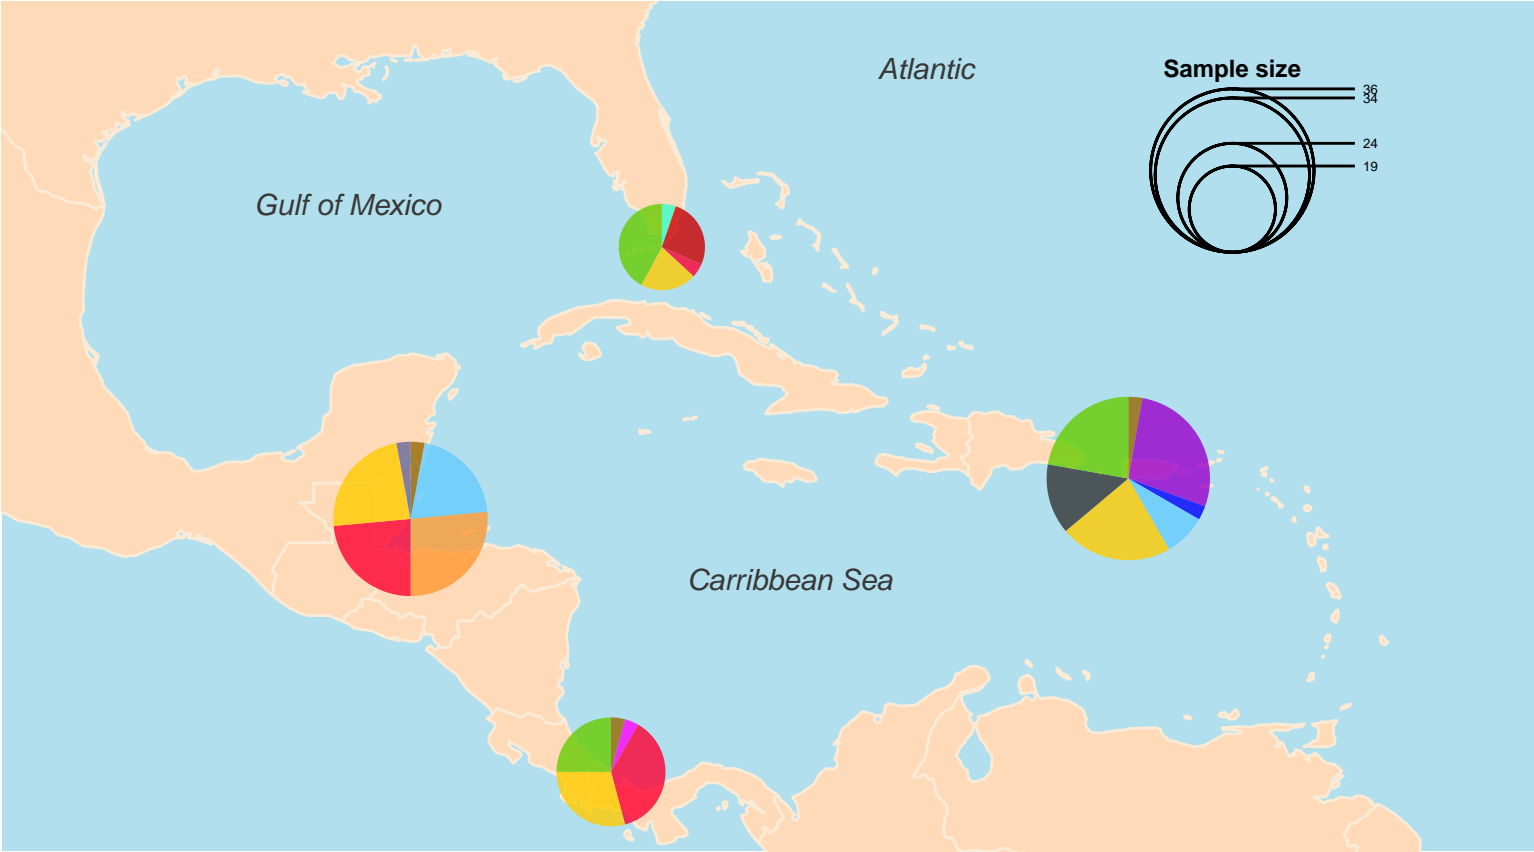 Atlantic
Sample size
36
34
24
19
Gulf of Mexico
Carribbean Sea